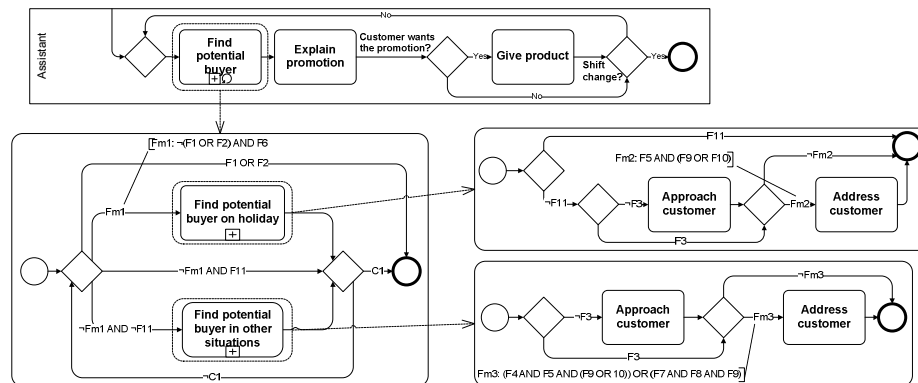 No
Assistant
Find
potential
buyer
Explain
promotion
Customer wants
the promotion?
Yes
Give product
Shift
change?
Yes
No
Fm1: ¬(F1 OR F2) AND F6
F1 OR F2
Fm1
Find potential
buyer on holiday
¬Fm1 AND F11
C1
¬Fm1 AND ¬F11
Find potential
buyer in other
situations
¬C1
F11
Fm2: F5 AND (F9 OR F10)
¬Fm2
¬F11
¬F3
Approach
customer
Fm2
Address
customer
F3
¬Fm3
¬F3
Approach
customer
Fm3
Address
customer
F3
Fm3: (F4 AND F5 AND (F9 OR 10)) OR (F7 AND F8 AND F9)